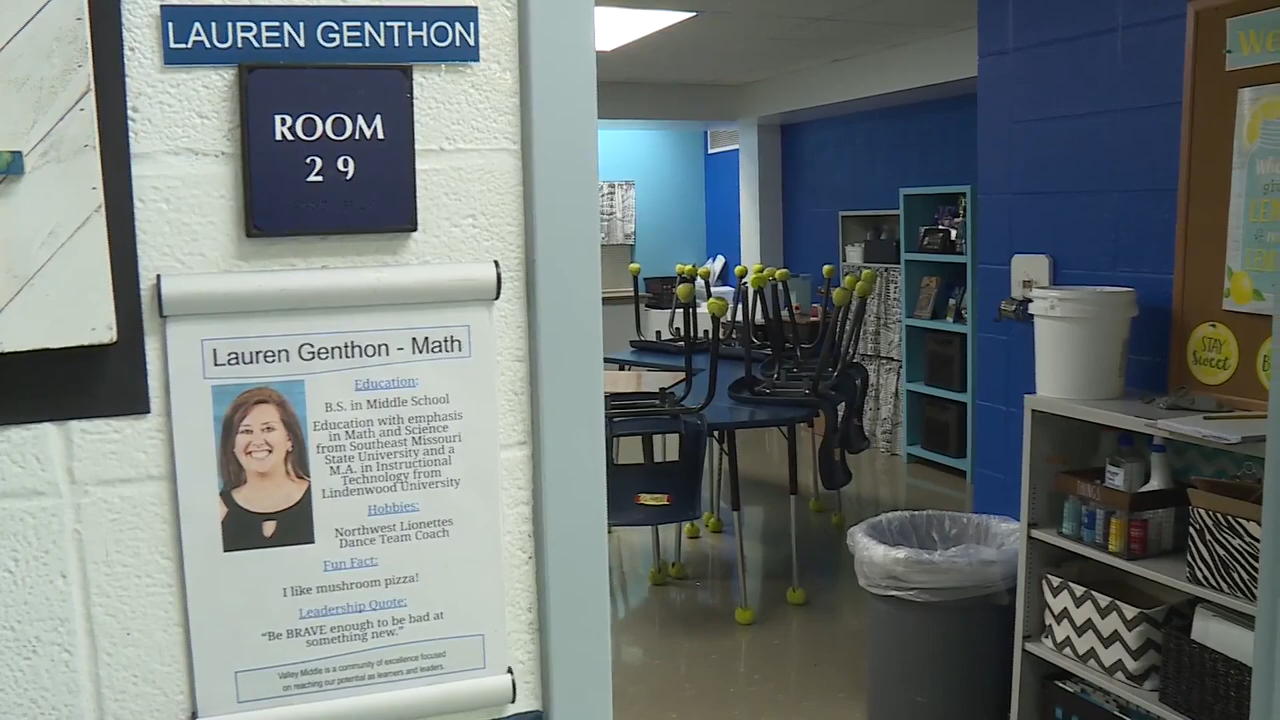 LAUREN GENTHON
ROOM
29
Lauren Genthon - Math
Education:
B.S. in Middle School
Education with emphasis
in Math and Science
from Southeast Missouri
State University and a
M.A. in Instructional
Technology from
Lindenwood University
Hobbies:
Northwest Lionettes
Dance Team Coach
Fun Fact:
I like mushroom pizza!
Leadership Quote:
“Be BRAVE enough to be bad at
something new.”
Valley Middle is a community of excellence focused
on reaching our potential as learners and leaders.
STAY
Sweet